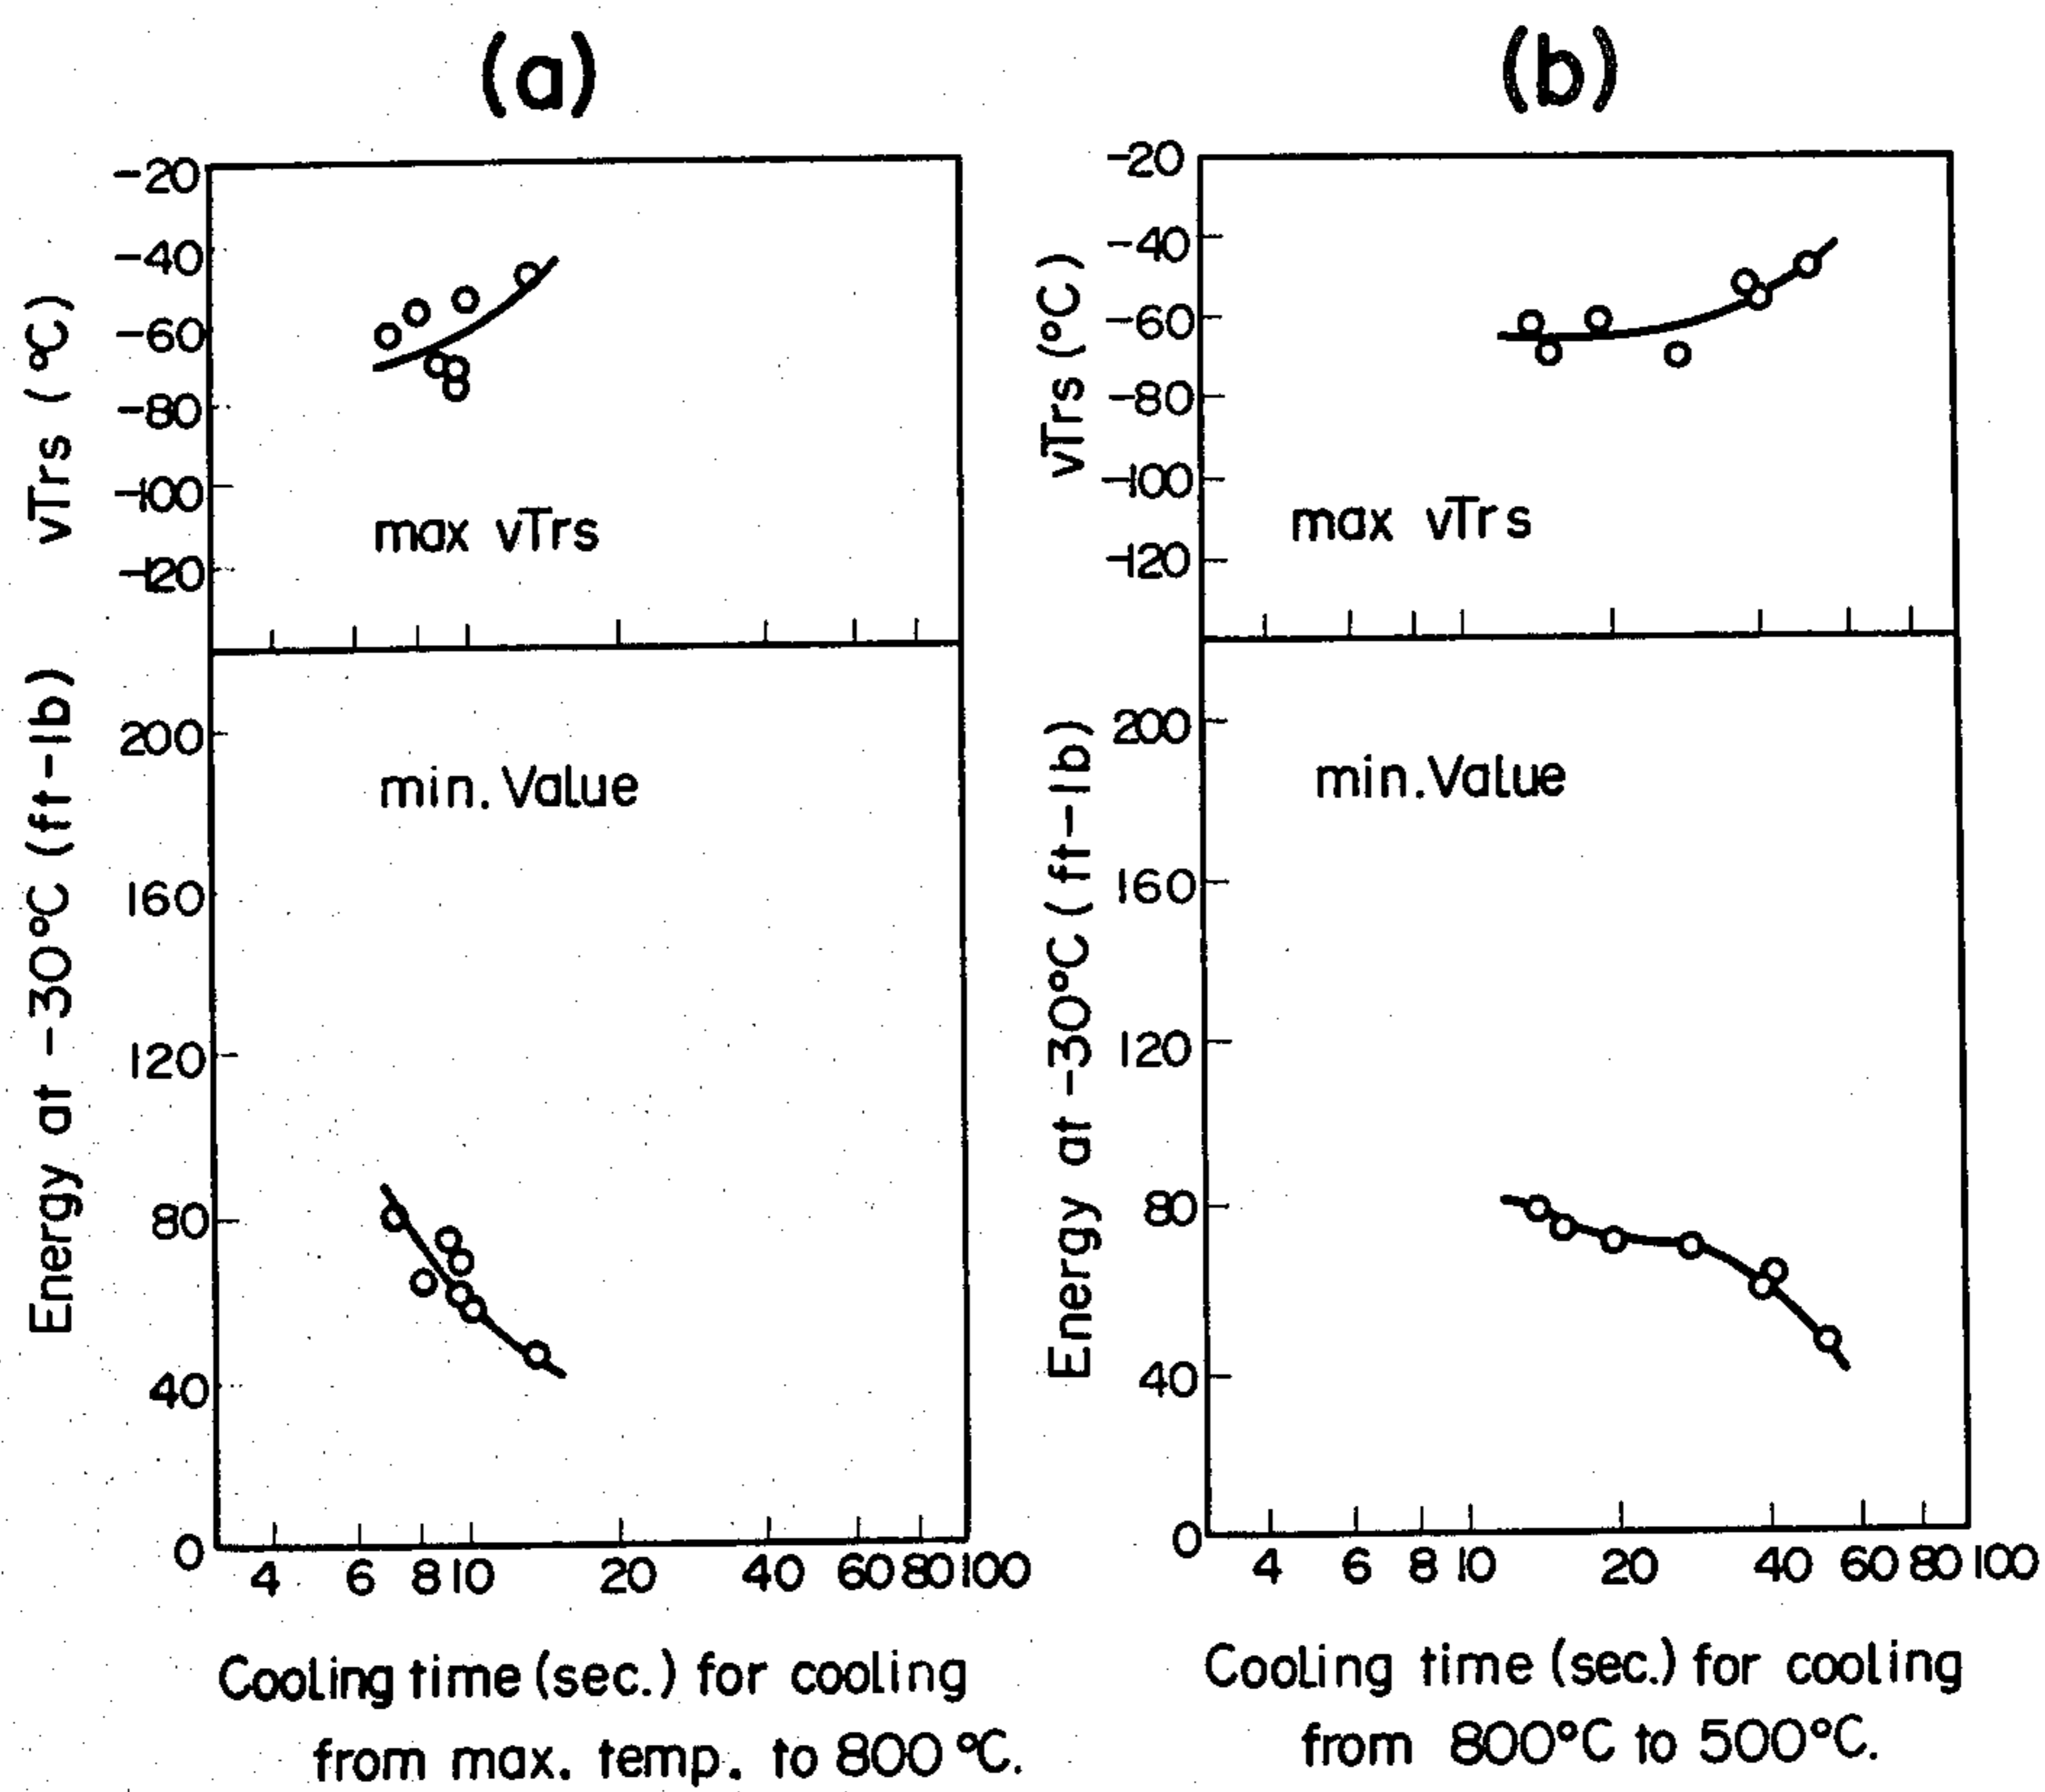 (a)
-20
-40
-60
-80
-100
-120
vTrs (°C)
max vTrs
200
160
120
80
40
0
Energy at -30°C (ft-lb)
min. Value
4 6 8 10 20 40 60 80 100
Cooling time (sec.) for cooling
from max. temp. to 800 °C.
(b)
-20
-40
-60
-80
-100
-120
vTrs (°C)
max vTrs
200
160
120
80
40
0
Energy at -30°C (ft-lb)
min. Value
4 6 8 10 20 40 60 80 100
Cooling time (sec.) for cooling
from 800°C to 500°C.